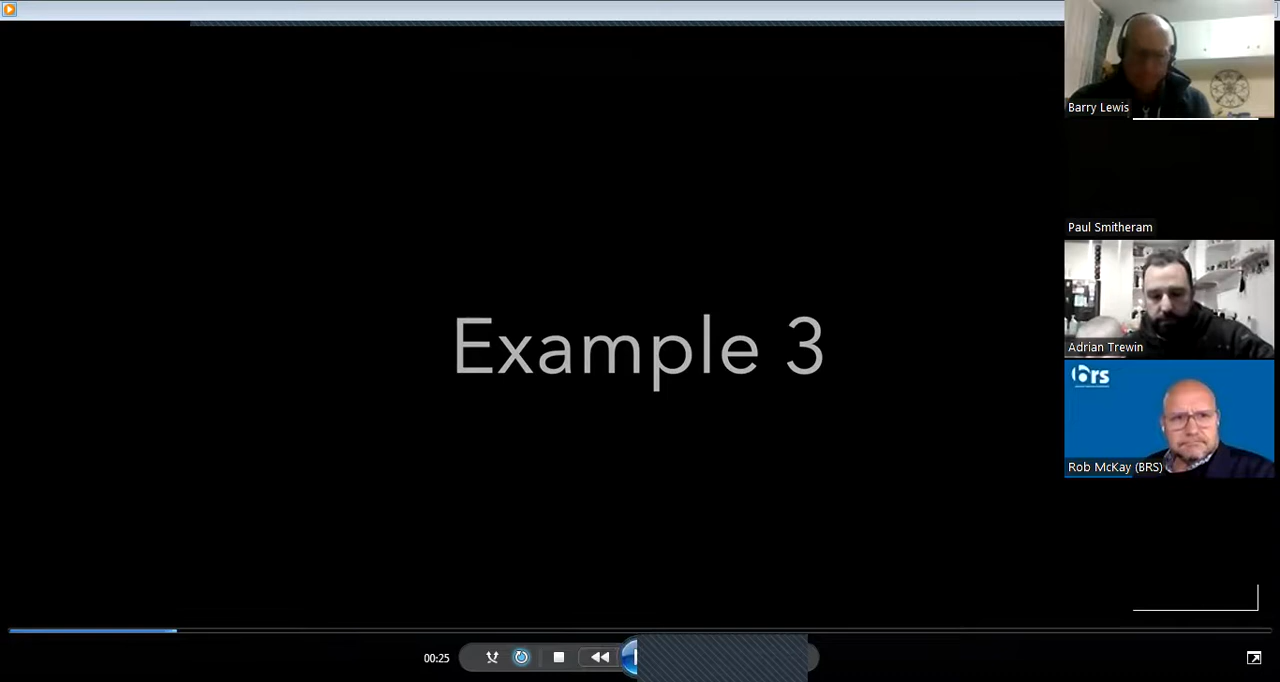 Barry Lewis
Paul Smitheram
Example 3
Adrian Trewin
brs
Rob McKay (BRS)
00:25